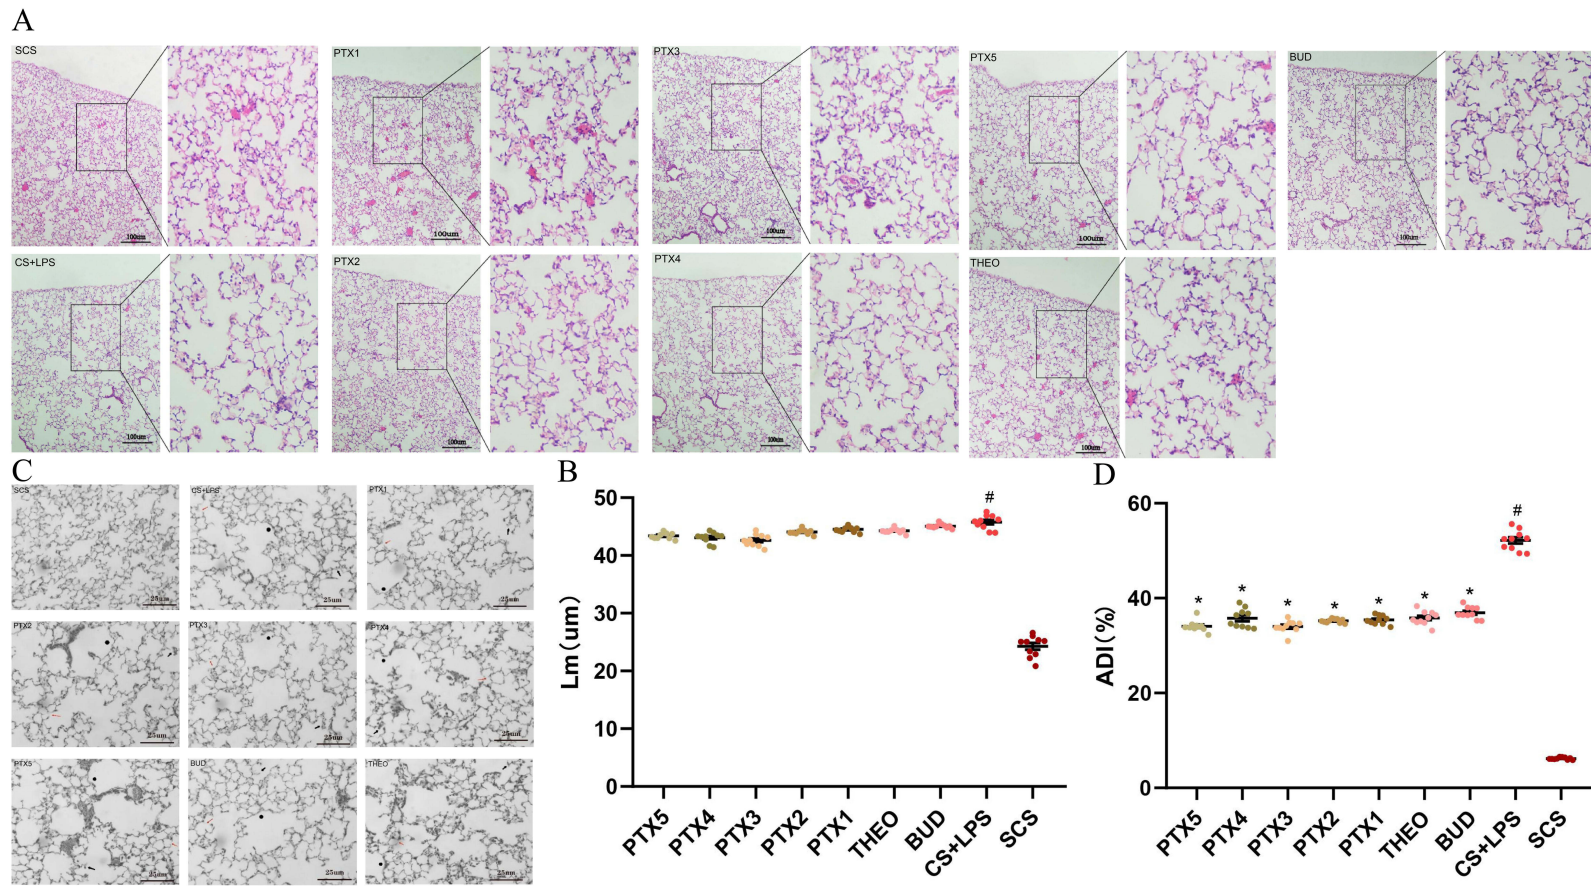 A
SCS
PTX1
PTX3
PTX5
BUD
100um
100um
100um
100um
100um
CS+LPS
PTX2
PTX4
THEO
100um
100um
100um
100um
C
SCS
CS+LPS
PTX1
25um
25um
25um
PTX2
PTX3
PTX4
25um
25um
25um
PTX5
BUD
THEO
25um
25um
25um
B
Lm(um)
50
40
30
20
10
0
#
PTX5
PTX4
PTX3
PTX2
PTX1
THEO
BUD
CS+LPS
SCS
D
ADI(%)
60
40
20
0
* * * * * * * #
PTX5
PTX4
PTX3
PTX2
PTX1
THEO
BUD
CS+LPS
SCS